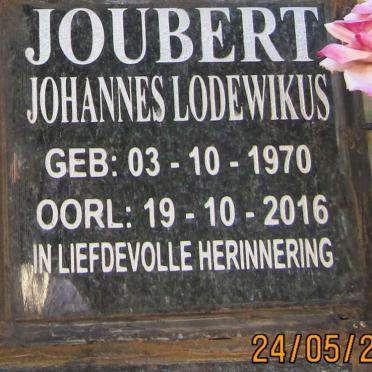 JOUBERT
JOHANNES LODEWIKUS
GEB: 03 - 10 - 1970
OORL: 19 - 10 - 2016
IN LIEFDEVOLLE HERINNERING
24/05/2